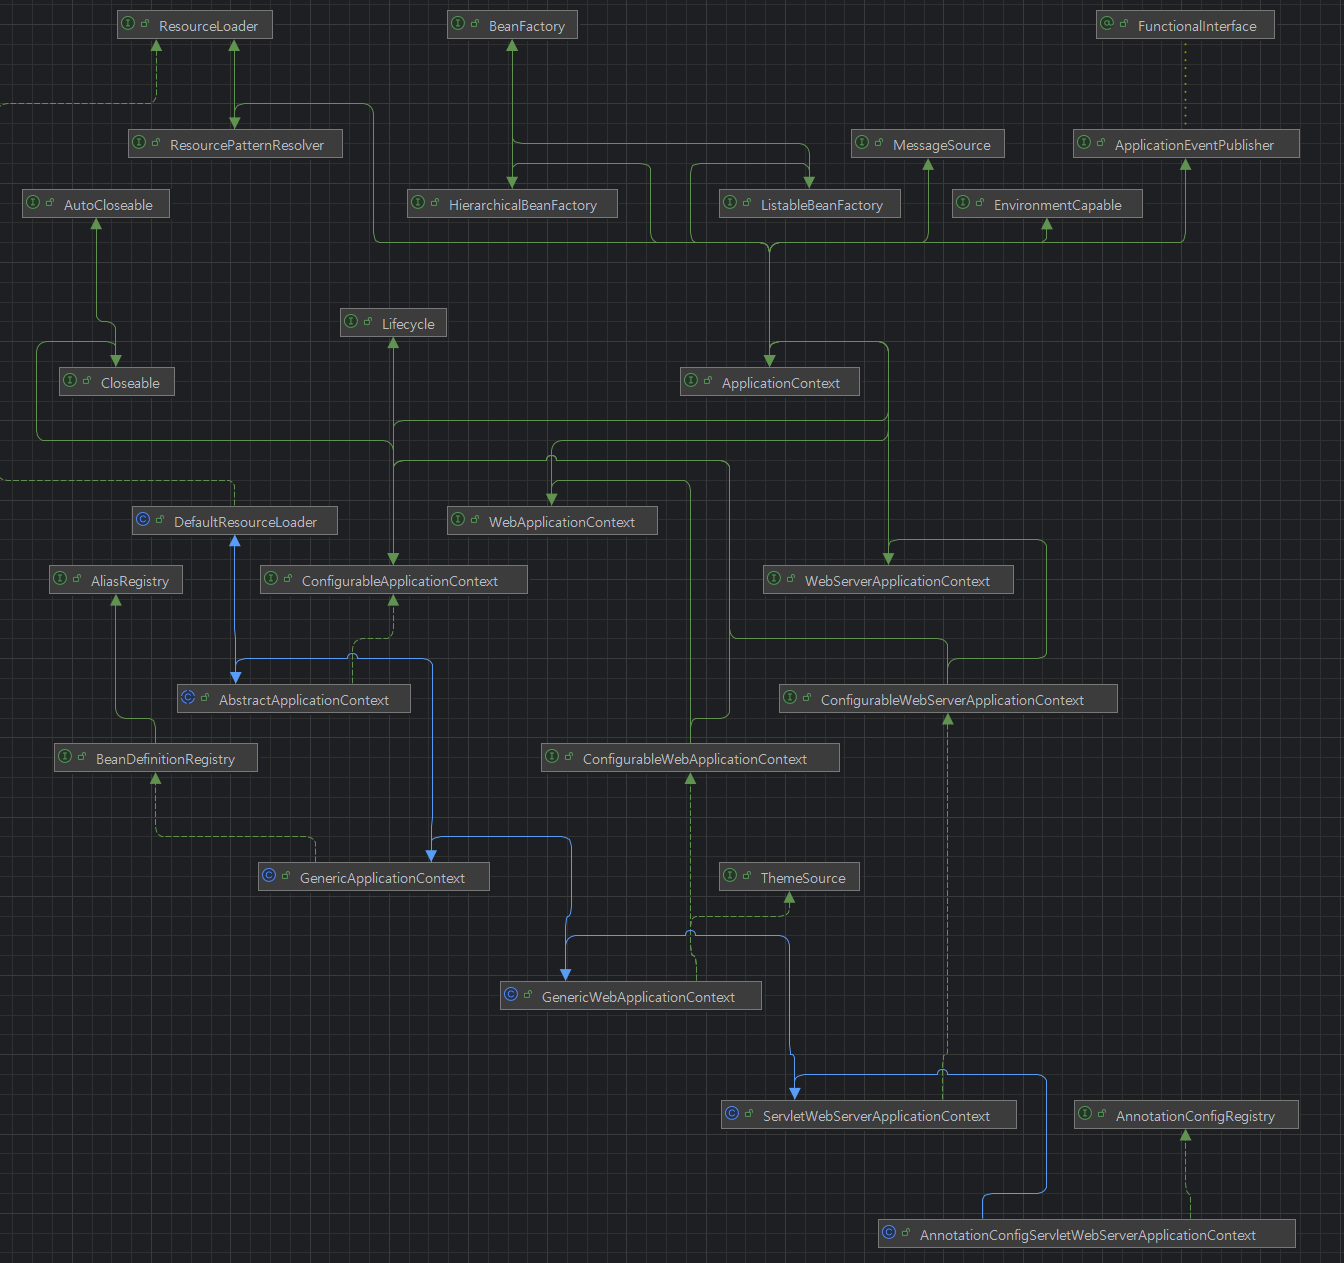 ResourceLoader
BeanFactory
FunctionalInterface
ResourcePatternResolver
MessageSource
ApplicationEventPublisher
AutoCloseable
HierarchicalBeanFactory
ListableBeanFactory
EnvironmentCapable
Lifecycle
Closeable
ApplicationContext
DefaultResourceLoader
WebApplicationContext
AliasRegistry
ConfigurableApplicationContext
WebServerApplicationContext
AbstractApplicationContext
ConfigurableWebServerApplicationContext
BeanDefinitionRegistry
ConfigurableWebApplicationContext
GenericApplicationContext
ThemeSource
GenericWebApplicationContext
ServletWebServerApplicationContext
AnnotationConfigRegistry
AnnotationConfigServletWebServerApplicationContext